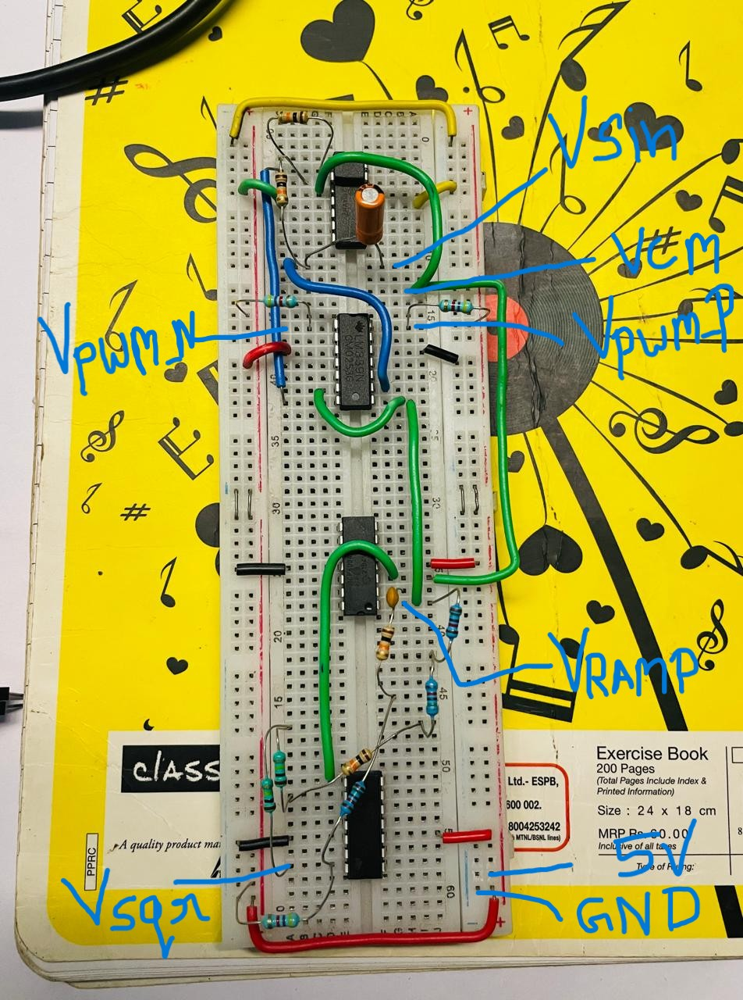 Vsin
VCM
VPWM_N
VPWM_P
LM339N
VRAMP
CLASS
A quality product ma
PPRC
Ltd.- ESPB,
600 002.
8004253242
MTNL/BSNL lines)
Exercise Book
200 Pages
(Total Pages Include Index &
Printed Information)
Size : 24 x 18 cm
MRP Rs. 60.00
Inclusive of all taxes
Type of Ruling:
5V
GND
Vsqr